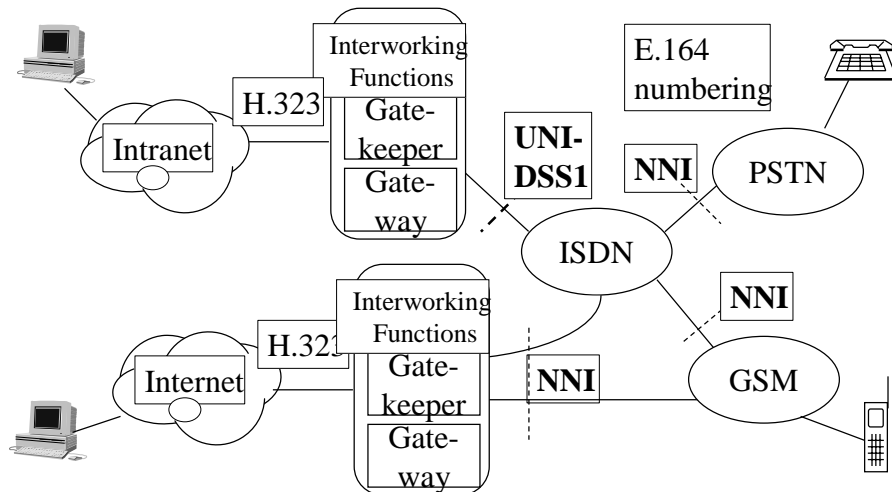 Interworking
Functions
E.164
numbering
H.323
Gate-
keeper
UNI-
DSS1
Intranet
NNI
PSTN
Gate-
way
ISDN
Interworking
Functions
NNI
H.323
Internet
Gate-
keeper
NNI
GSM
Gate-
way